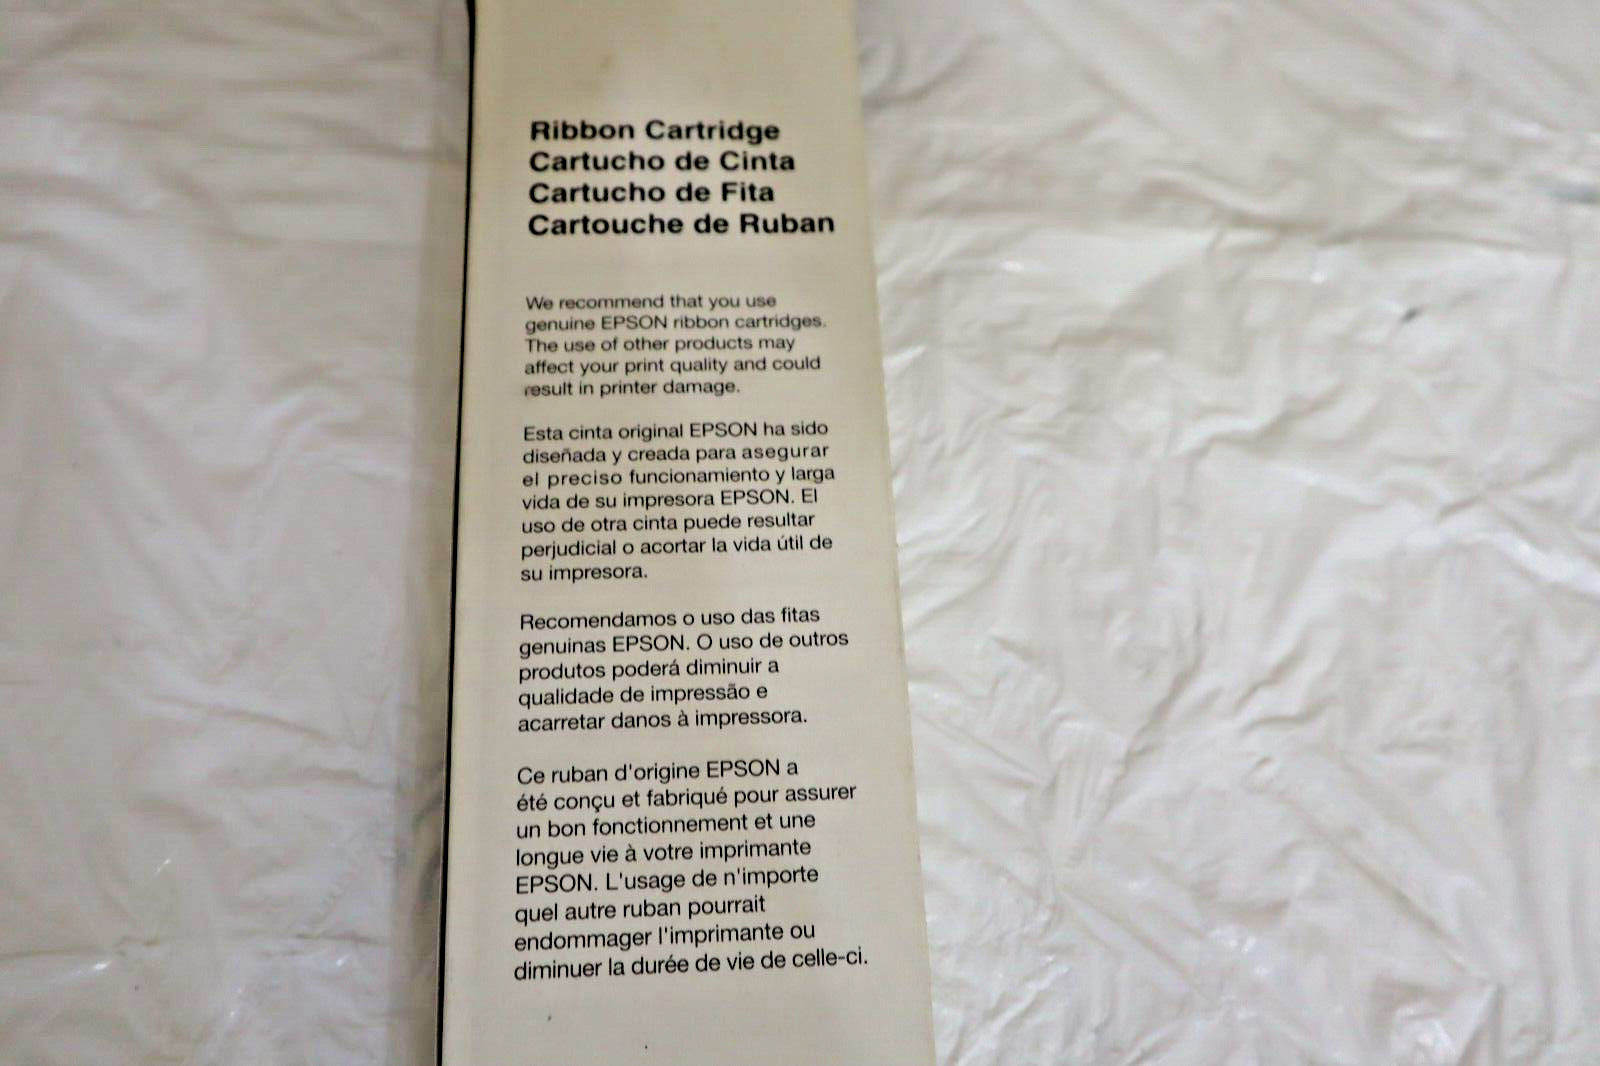 Ribbon Cartridge
Cartucho de Cinta
Cartucho de Fita
Cartouche de Ruban
We recommend that you use
genuine EPSON ribbon cartridges.
The use of other products may
affect your print quality and could
result in printer damage.
Esta cinta original EPSON ha sido
diseñada y creada para asegurar
el preciso funcionamiento y larga
vida de su impresora EPSON. El
uso de otra cinta puede resultar
perjudicial o acortar la vida útil de
su impresora.
Recomendamos o uso das fitas
genuinas EPSON. O uso de outros
produtos poderá diminuir a
qualidade de impressão e
acarretar danos à impressora.
Ce ruban d'origine EPSON a
été conçu et fabriqué pour assurer
un bon fonctionnement et une
longue vie à votre imprimante
EPSON. L'usage de n'importe
quel autre ruban pourrait
endommager l'imprimante ou
diminuer la durée de vie de celle-ci.